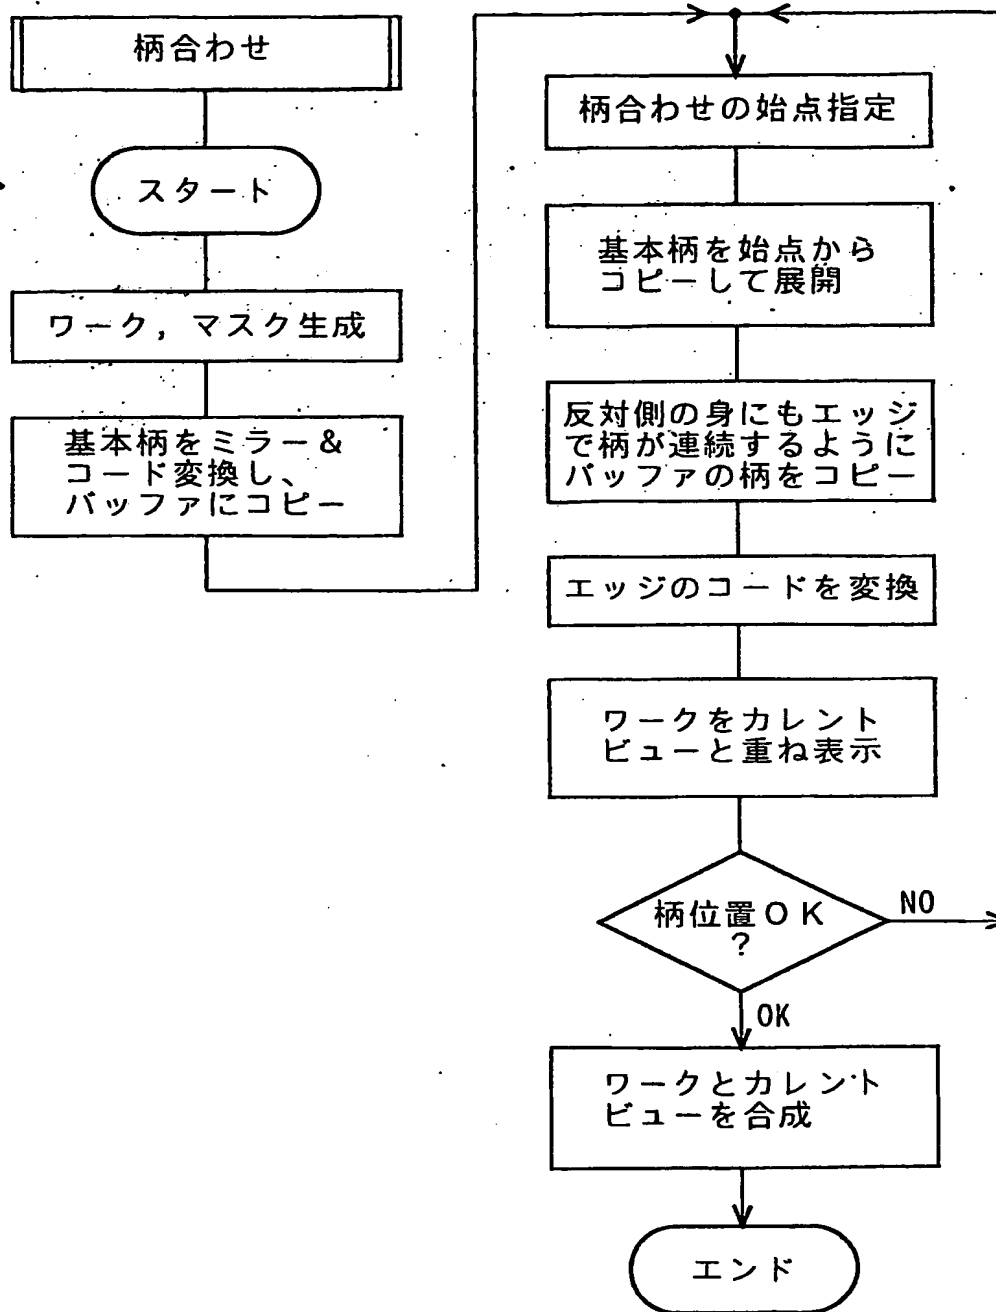 柄合わせ
スタート
ワーク，マスク生成
基本柄をミラー＆
コード変換し、
バッファにコピー
柄合わせの始点指定
基本柄を始点から
コピーして展開
反対側の身にもエッジ
で柄が連続するように
バッファの柄をコピー
エッジのコードを変換
ワークをカレント
ビューと重ね表示
柄位置ＯＫ
？
NO
OK
ワークとカレント
ビューを合成
エンド